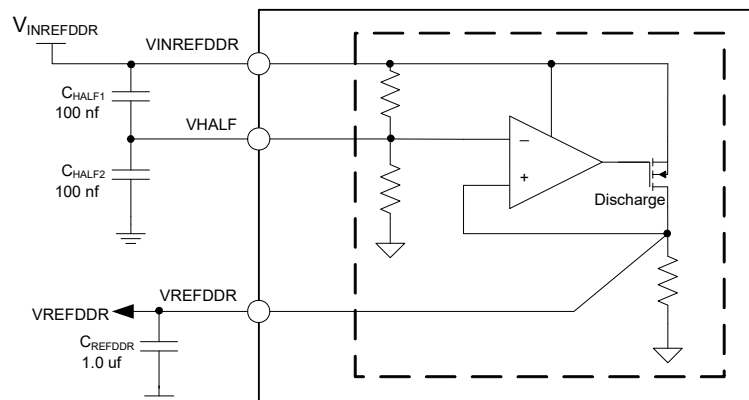 VINREFDDR
VINREFDDR
CHALF1
100 nf
VHALF
CHALF2
100 nf
−
+
Discharge
VREFDDR
VREFDDR
CREFDDR
1.0 uf